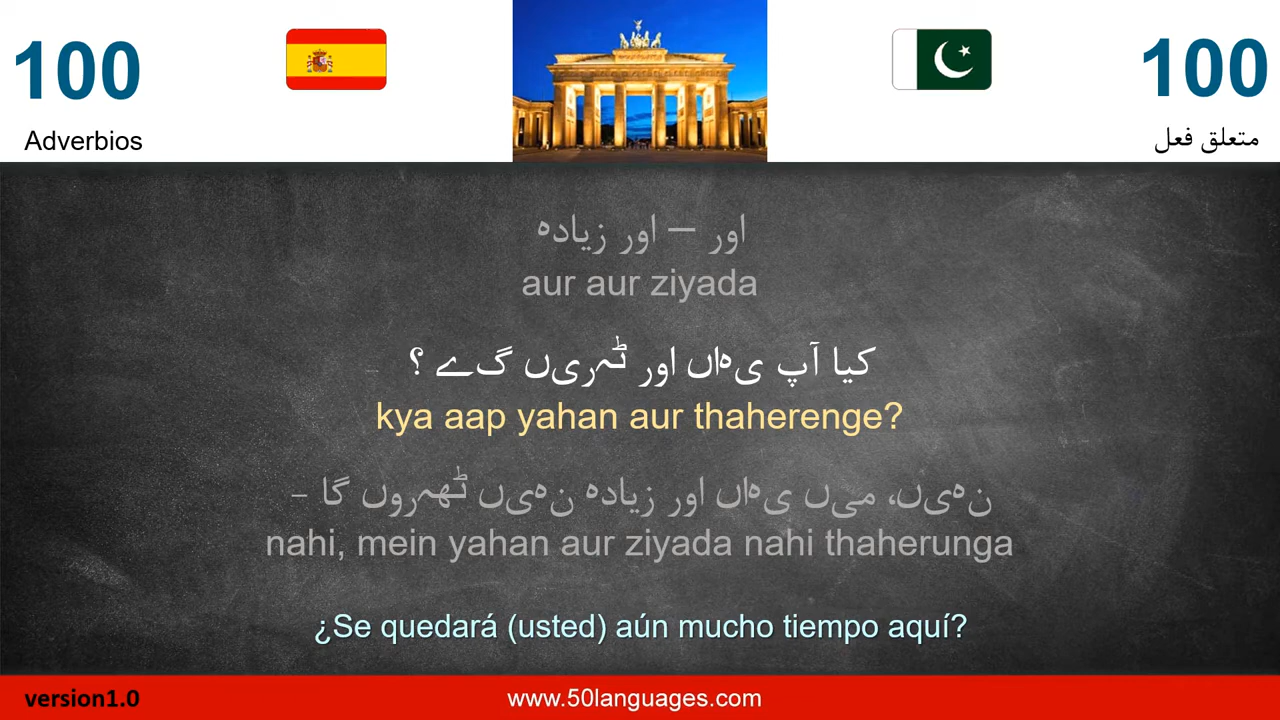 100
100
Adverbios
متعلق فعل
اور – اور زیادہ
aur aur ziyada
کیا آپ یہاں اور ٹہریں گے ؟
kya aap yahan aur thaherenge?
نہیں، میں یہاں اور زیادہ نہیں ٹھہروں گا -
nahi, mein yahan aur ziyada nahi thaherunga
¿Se quedará (usted) aún mucho tiempo aquí?
version1.0
www.50languages.com